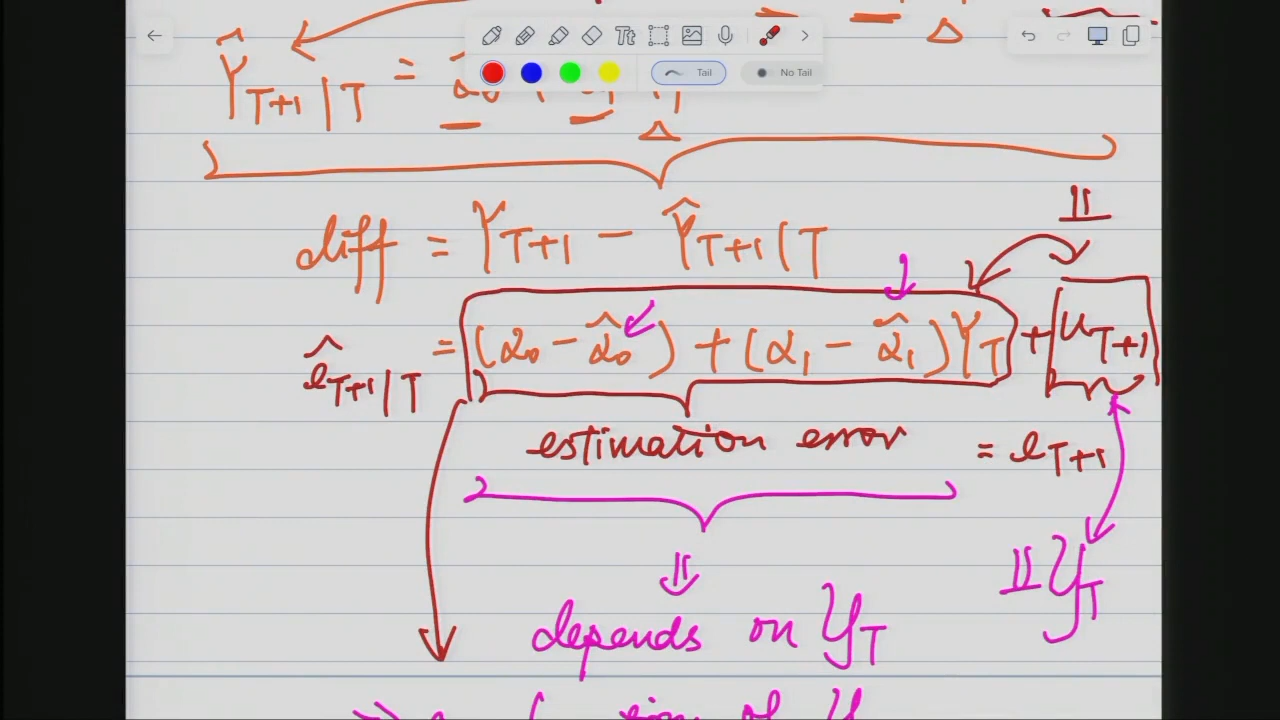 Tt
Tail
No Tail
Ŷ_{T+1|T} =
diff = Y_{T+1} - Ŷ_{T+1|T}
⫫
ê_{T+1|T} = (α₀ - α̂₀) + (α₁ - α̂₁)Y_T + u_{T+1}
estimation error = e_{T+1}
⇓
⫫ 𝒴_T
depends on 𝒴_T